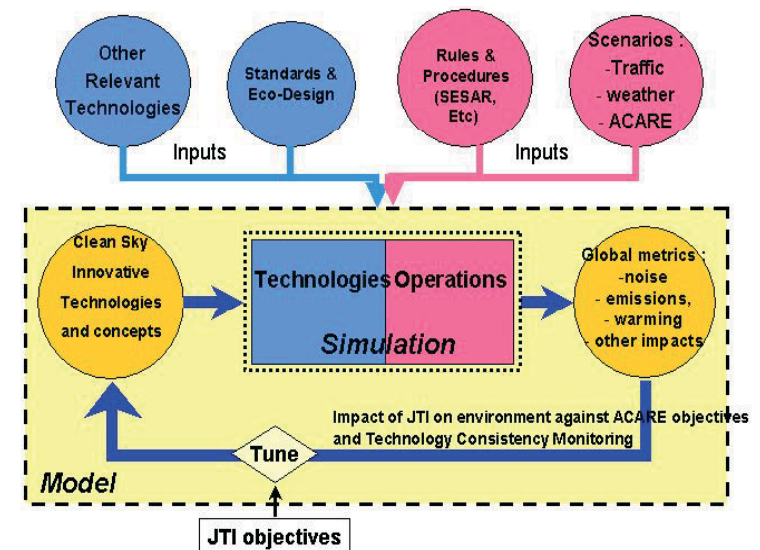 Other
Relevant
Technologies
Standards &
Eco-Design
Rules &
Procedures
(SESAR,
Etc)
Scenarios :
-Traffic
- weather
- ACARE
Inputs
Inputs
Clean Sky
Innovative
Technologies
and concepts
Technologies
Operations
Simulation
Global metrics :
-noise
- emissions,
- warming
- other impacts
Impact of JTI on environment against ACARE objectives
and Technology Consistency Monitoring
Tune
Model
JTI objectives